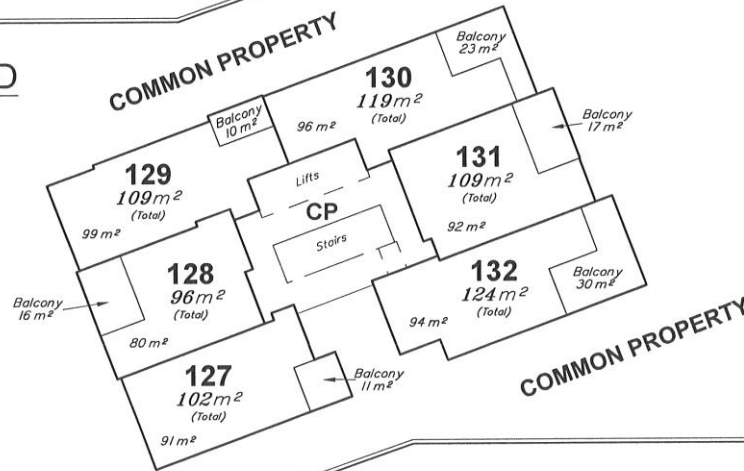 D
COMMON PROPERTY
Balcony
23 m²
130
119m²
(Total)
96 m²
Balcony
10 m²
Balcony
17 m²
131
109m²
(Total)
92 m²
129
109m²
(Total)
99 m²
Lifts
CP
Stairs
128
96m²
(Total)
80 m²
Balcony
16 m²
132
124m²
(Total)
94 m²
Balcony
30 m²
127
102m²
(Total)
91 m²
Balcony
11 m²
COMMON PROPERTY